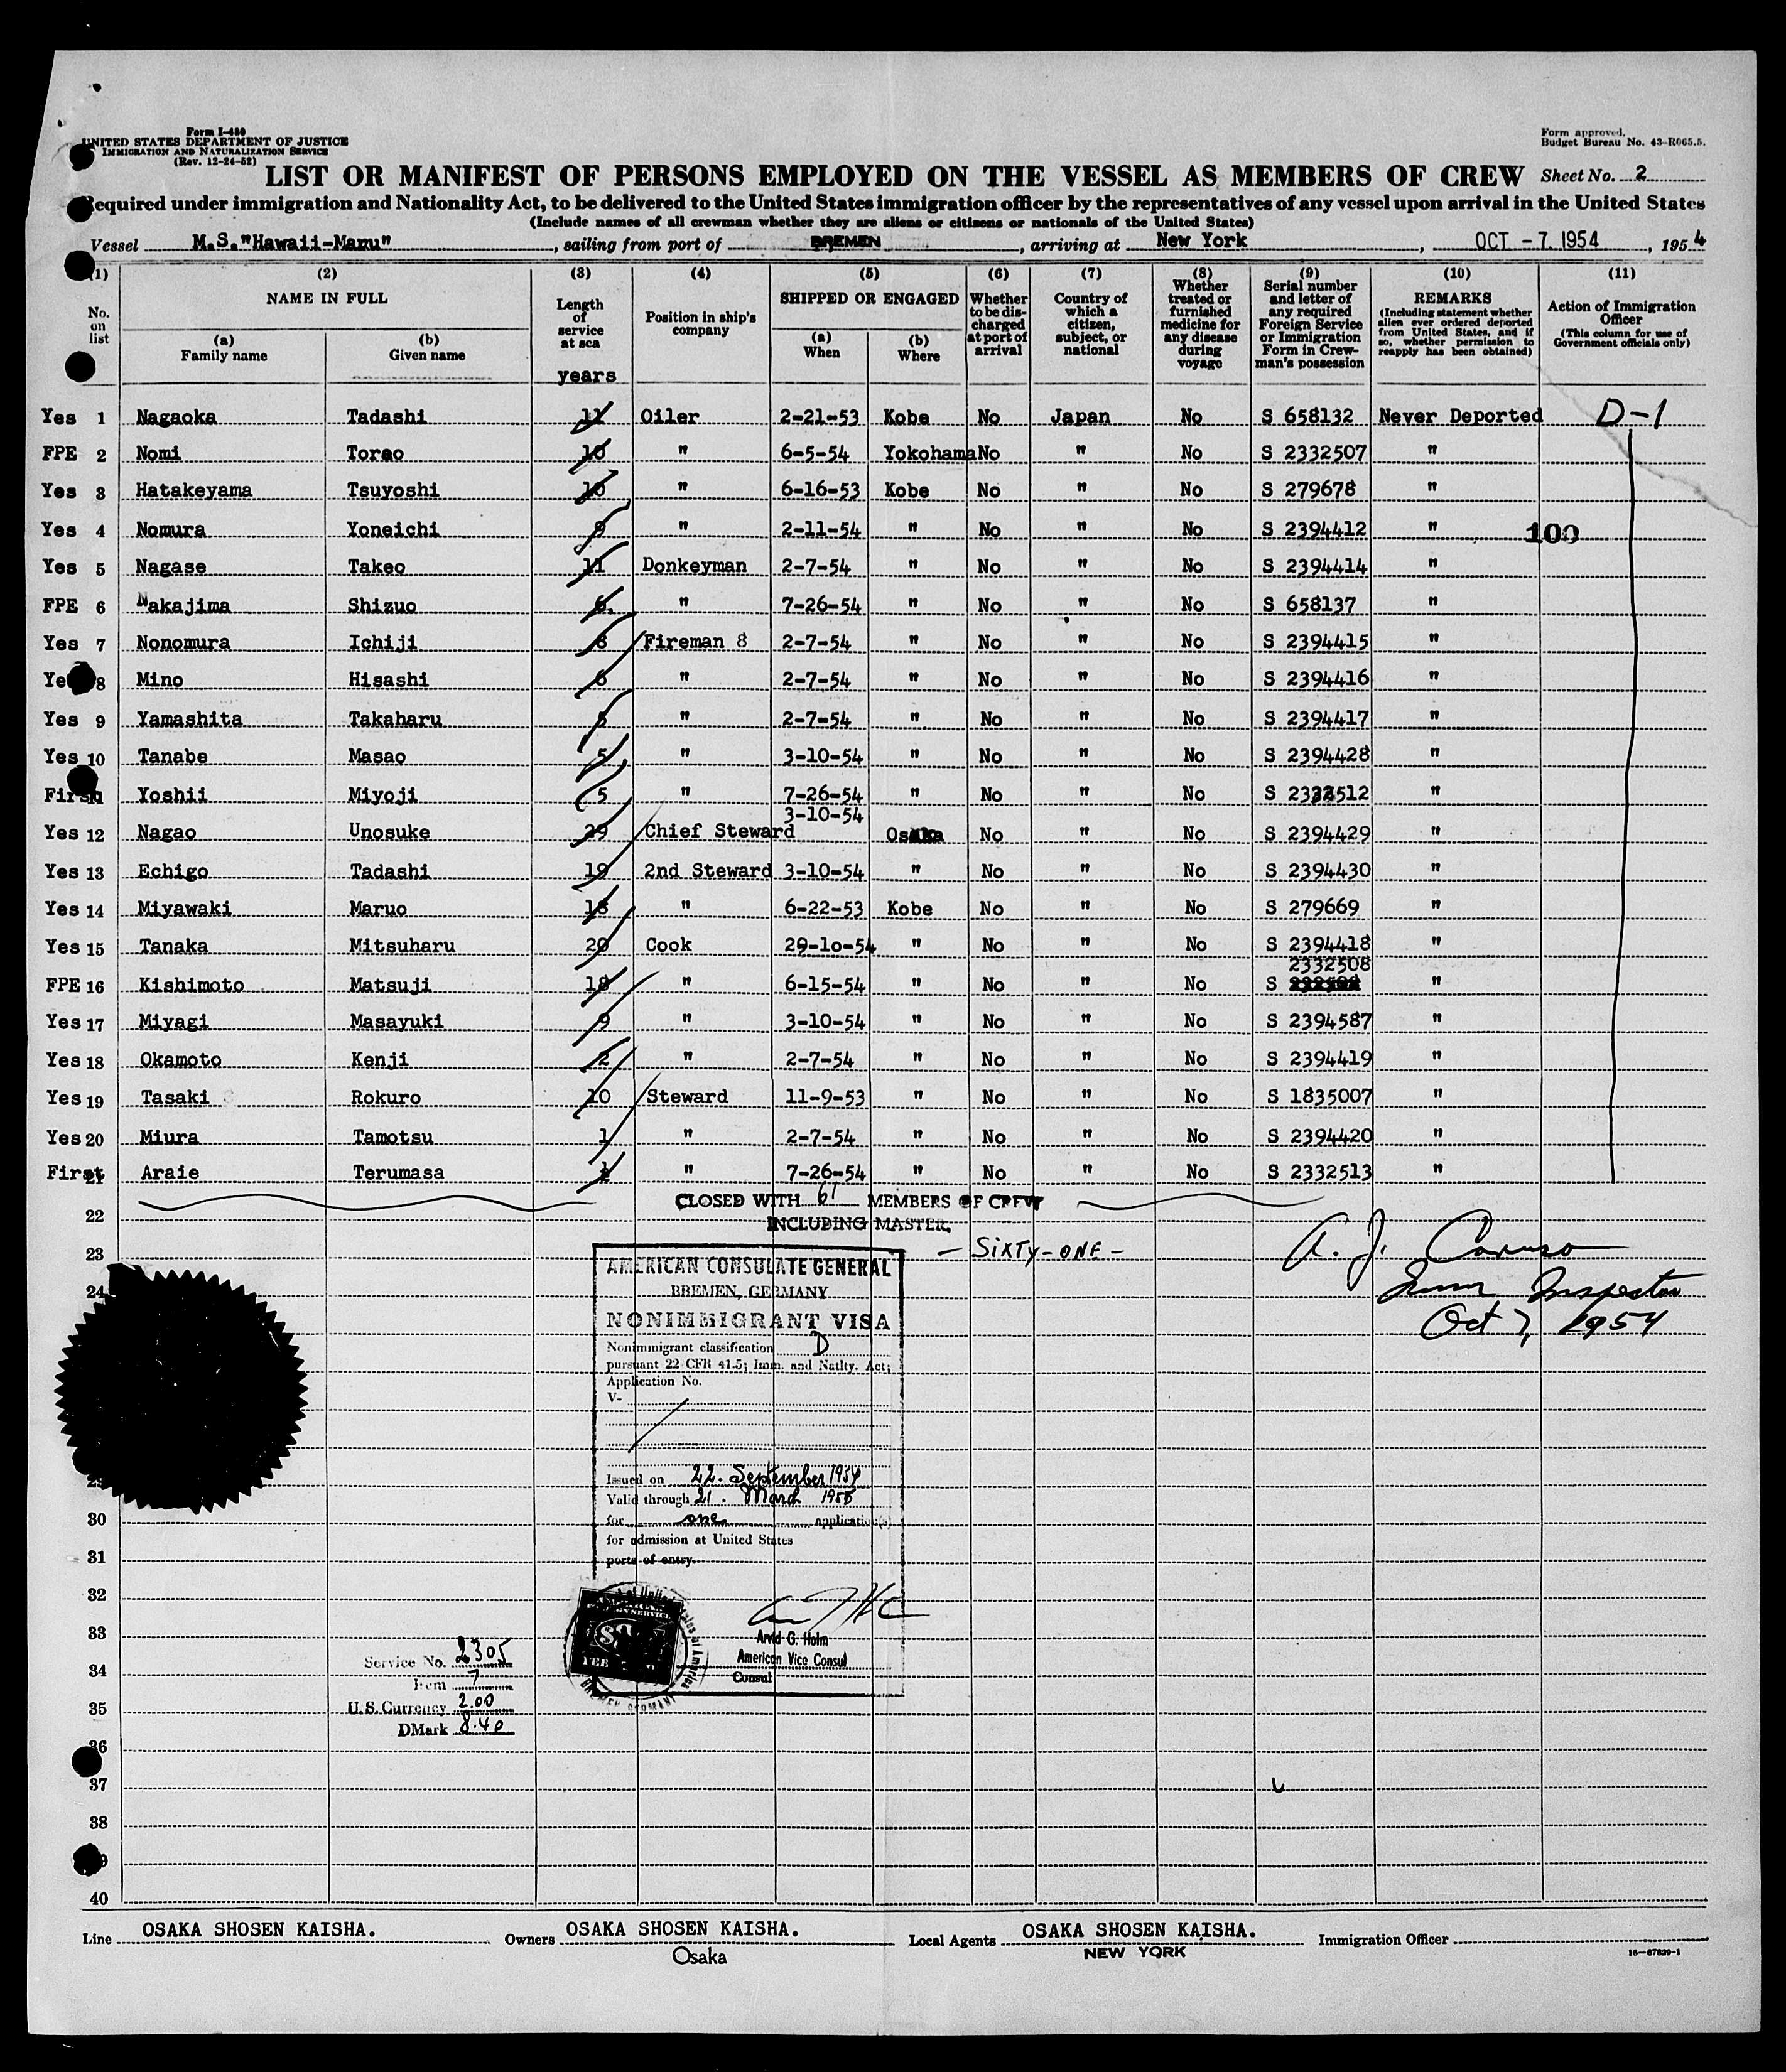 Form I-480
UNITED STATES DEPARTMENT OF JUSTICE
IMMIGRATION AND NATURALIZATION SERVICE
(Rev. 12-24-52)
Form approved.
Budget Bureau No. 43-R065.5.
LIST OR MANIFEST OF PERSONS EMPLOYED ON THE VESSEL AS MEMBERS OF CREW Sheet No. 2
Required under immigration and Nationality Act, to be delivered to the United States immigration officer by the representatives of any vessel upon arrival in the United States
(Include names of all crewman whether they are aliens or citizens or nationals of the United States)
Vessel M.S."Hawaii-Maru", sailing from port of BREMEN, arriving at New York, OCT - 7 1954, 1954
(1) (2) (3) (4) (5) (6) (7) (8) (9) (10) (11)
No. on list
NAME IN FULL
(a) Family name
(b) Given name
Length of service at sea
years
Position in ship's company
SHIPPED OR ENGAGED
(a) When
(b) Where
Whether to be discharged at port of arrival
Country of which a citizen, subject, or national
Whether treated or furnished medicine for any disease during voyage
Serial number and letter of any required Foreign Service or Immigration Form in Crewman's possession
REMARKS
(Including statement whether alien ever ordered deported from United States, and if so, whether permission to reapply has been obtained)
Action of Immigration Officer
(This column for use of Government officials only)
Yes 1 Nagaoka Tadashi 11 Oiler 2-21-53 Kobe No Japan No S 658132 Never Deported D-1
FPE 2 Nomi Torao 10 " 6-5-54 Yokohama No " No S 2332507 "
Yes 3 Hatakeyama Tsuyoshi 10 " 6-16-53 Kobe No " No S 279678 "
Yes 4 Nomura Yoneichi 9 " 2-11-54 " No " No S 2394412 " 100
Yes 5 Nagase Takeo 11 Donkeyman 2-7-54 " No " No S 2394414 "
FPE 6 Nakajima Shizuo 6 " 7-26-54 " No " No S 658137 "
Yes 7 Nonomura Ichiji 8 Fireman 8 2-7-54 " No " No S 2394415 "
Yes 8 Mino Hisashi 6 " 2-7-54 " No " No S 2394416 "
Yes 9 Yamashita Takaharu 5 " 2-7-54 " No " No S 2394417 "
Yes 10 Tanabe Masao 5 " 3-10-54 " No " No S 2394428 "
First 11 Yoshii Miyoji 5 " 7-26-54 " No " No S 2332512 "
Yes 12 Nagao Unosuke 29 Chief Steward 3-10-54 Osaka No " No S 2394429 "
Yes 13 Echigo Tadashi 19 2nd Steward 3-10-54 " No " No S 2394430 "
Yes 14 Miyawaki Maruo 18 " 6-22-53 Kobe No " No S 279669 "
Yes 15 Tanaka Mitsuharu 20 Cook 29-10-54 " No " No S 2394418 "
FPE 16 Kishimoto Matsuji 18 " 6-15-54 " No " No S 2332508 "
Yes 17 Miyagi Masayuki 9 " 3-10-54 " No " No S 2394587 "
Yes 18 Okamoto Kenji 2 " 2-7-54 " No " No S 2394419 "
Yes 19 Tasaki Rokuro 10 Steward 11-9-53 " No " No S 1835007 "
Yes 20 Miura Tamotsu 1 " 2-7-54 " No " No S 2394420 "
First 21 Araie Terumasa " 7-26-54 " No " No S 2332513 "
CLOSED WITH 61 MEMBERS OF CREW
INCLUDING MASTER.
- SIXTY-ONE -
22
23
24
A. J. Caruso
Imm Inspector
Oct 7, 1954
AMERICAN CONSULATE GENERAL
BREMEN, GERMANY
NONIMMIGRANT VISA
Nonimmigrant classification D
pursuant 22 CFR 41.5; Imm. and Natlty. Act;
Application No.
V-
Issued on 22. September 1954
Valid through 21. March 1955
for one application(s)
for admission at United States
ports of entry.
Arvid G. Holm
American Vice Consul
Consul
30
31
32
33
34
35
36
37
38
39
40
Service No. 2305
Item 7
U.S. Currency 2.00
DMark 8.40
Line OSAKA SHOSEN KAISHA. Owners OSAKA SHOSEN KAISHA. Osaka Local Agents OSAKA SHOSEN KAISHA. NEW YORK Immigration Officer
16-67829-1